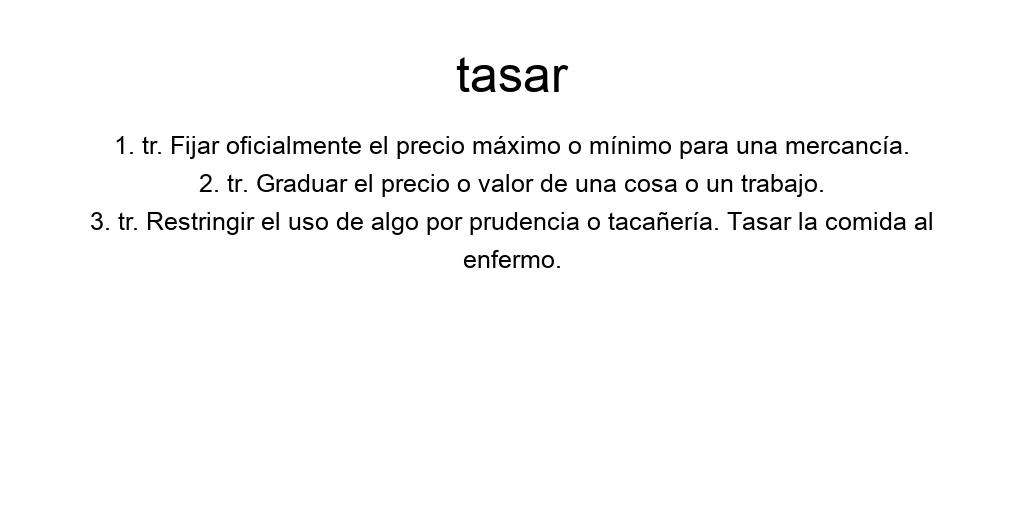 tasar
1. tr. Fijar oficialmente el precio máximo o mínimo para una mercancía.
2. tr. Graduar el precio o valor de una cosa o un trabajo.
3. tr. Restringir el uso de algo por prudencia o tacañería. Tasar la comida al
enfermo.